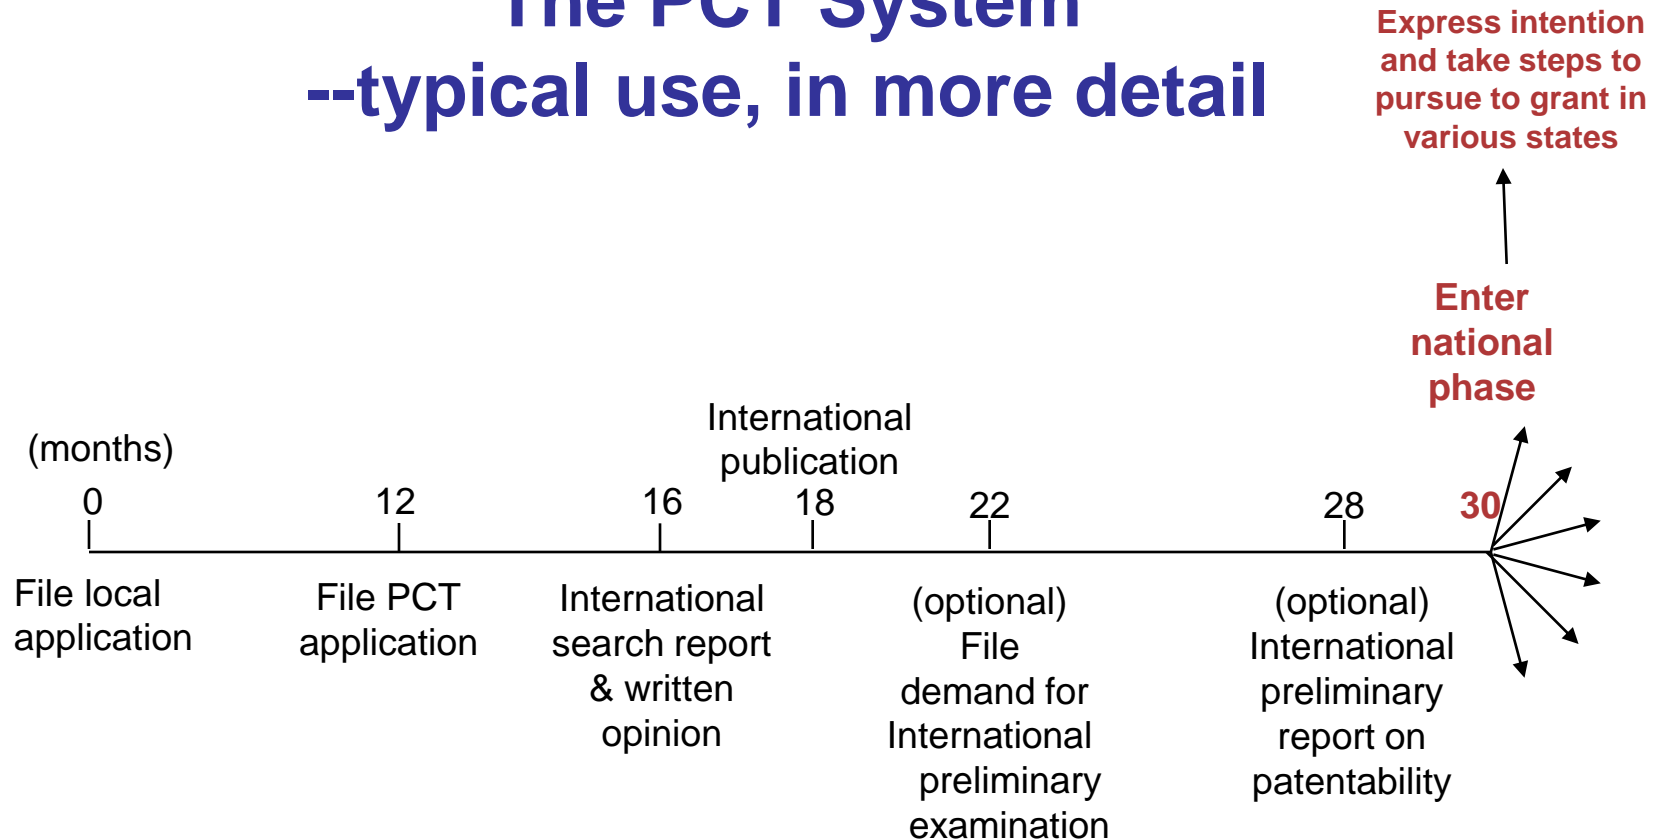 The PCT System
--typical use, in more detail
Express intention
and take steps to
pursue to grant in
various states
Enter
national
phase
International
publication
(months)
0
12
16
18
22
28
30
File local
application
File PCT
application
International
search report
& written
opinion
(optional)
File
demand for
International
preliminary
examination
(optional)
International
preliminary
report on
patentability